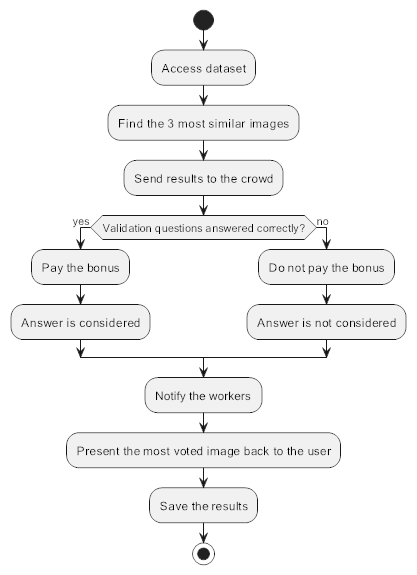 Access dataset
Find the 3 most similar images
Send results to the crowd
yes
Validation questions answered correctly?
no
Pay the bonus
Do not pay the bonus
Answer is considered
Answer is not considered
Notify the workers
Present the most voted image back to the user
Save the results